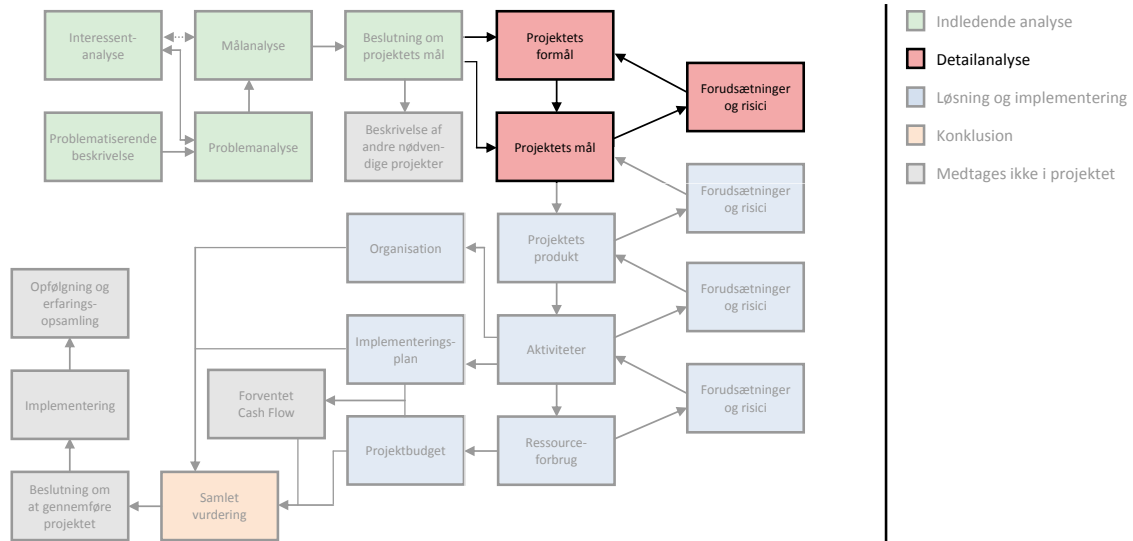 Interessent-
analyse
Målanalyse
Beslutning om
projektets mål
Projektets
formål
Forudsætninger
og risici
Problematiserende
beskrivelse
Problemanalyse
Beskrivelse af
andre nødven-
dige projekter
Projektets mål
Forudsætninger
og risici
Organisation
Projektets
produkt
Forudsætninger
og risici
Opfølgning og
erfarings-
opsamling
Implementerings-
plan
Aktiviteter
Forudsætninger
og risici
Implementering
Forventet
Cash Flow
Projektbudget
Ressource-
forbrug
Beslutning om
at gennemføre
projektet
Samlet
vurdering
Indledende analyse
Detailanalyse
Løsning og implementering
Konklusion
Medtages ikke i projektet